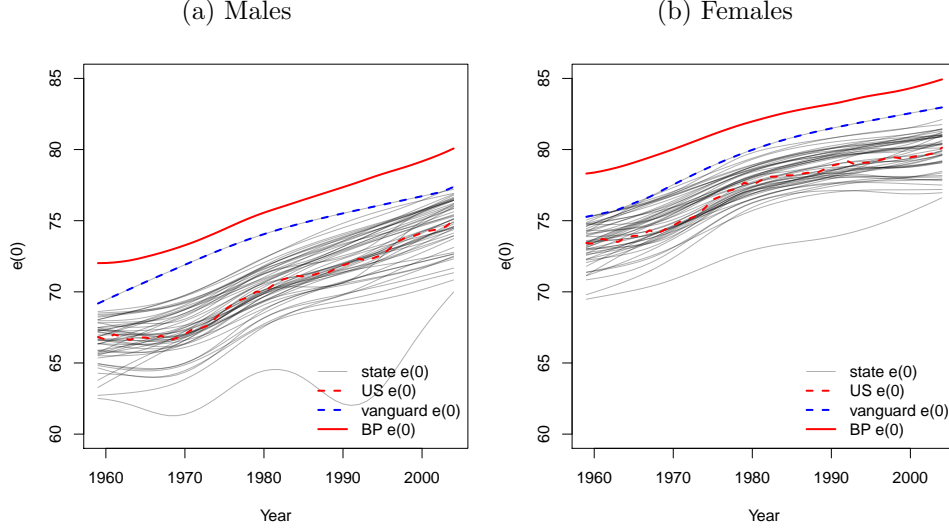 (a) Males
85
80
75
70
65
60
e(0)
1960 1970 1980 1990 2000
Year
state e(0)
US e(0)
vanguard e(0)
BP e(0)
(b) Females
85
80
75
70
65
60
e(0)
1960 1970 1980 1990 2000
Year
state e(0)
US e(0)
vanguard e(0)
BP e(0)